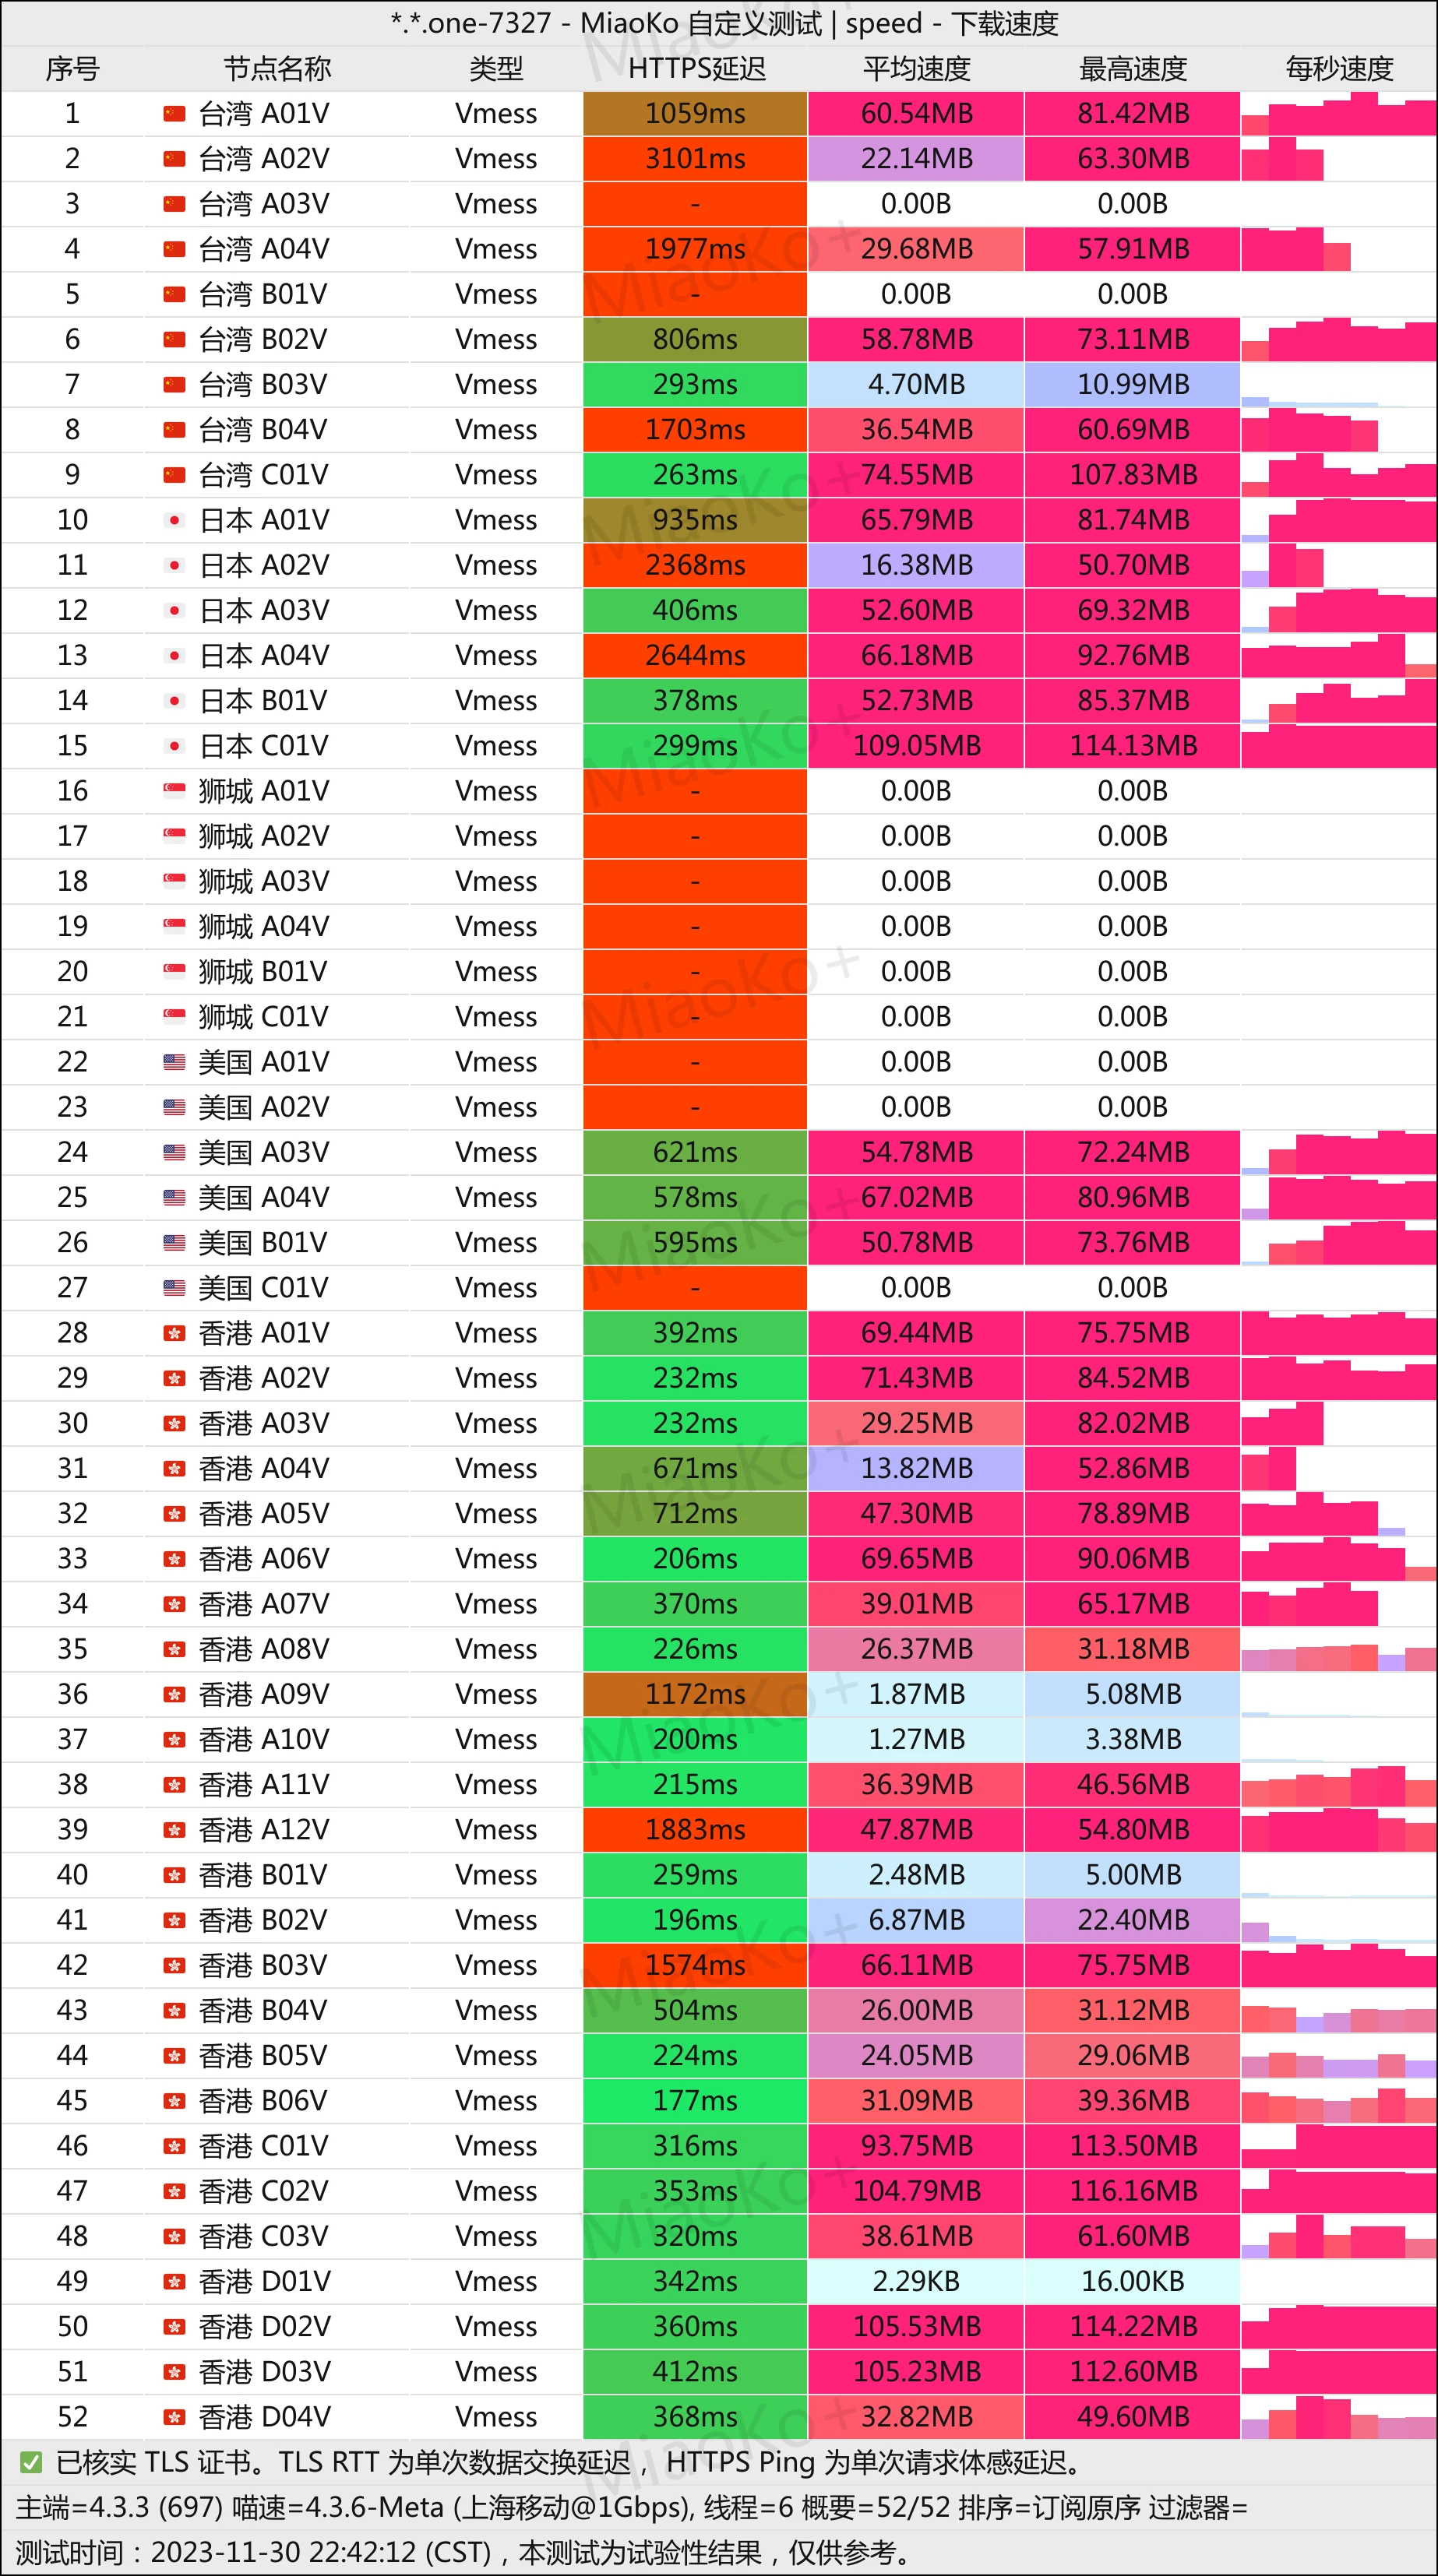 *.*.one-7327 - MiaoKo 自定义测试 | speed - 下载速度
序号 节点名称 类型 HTTPS延迟 平均速度 最高速度 每秒速度
1 台湾 A01V Vmess 1059ms 60.54MB 81.42MB
2 台湾 A02V Vmess 3101ms 22.14MB 63.30MB
3 台湾 A03V Vmess - 0.00B 0.00B
4 台湾 A04V Vmess 1977ms 29.68MB 57.91MB
5 台湾 B01V Vmess - 0.00B 0.00B
6 台湾 B02V Vmess 806ms 58.78MB 73.11MB
7 台湾 B03V Vmess 293ms 4.70MB 10.99MB
8 台湾 B04V Vmess 1703ms 36.54MB 60.69MB
9 台湾 C01V Vmess 263ms 74.55MB 107.83MB
10 日本 A01V Vmess 935ms 65.79MB 81.74MB
11 日本 A02V Vmess 2368ms 16.38MB 50.70MB
12 日本 A03V Vmess 406ms 52.60MB 69.32MB
13 日本 A04V Vmess 2644ms 66.18MB 92.76MB
14 日本 B01V Vmess 378ms 52.73MB 85.37MB
15 日本 C01V Vmess 299ms 109.05MB 114.13MB
16 狮城 A01V Vmess - 0.00B 0.00B
17 狮城 A02V Vmess - 0.00B 0.00B
18 狮城 A03V Vmess - 0.00B 0.00B
19 狮城 A04V Vmess - 0.00B 0.00B
20 狮城 B01V Vmess - 0.00B 0.00B
21 狮城 C01V Vmess - 0.00B 0.00B
22 美国 A01V Vmess - 0.00B 0.00B
23 美国 A02V Vmess - 0.00B 0.00B
24 美国 A03V Vmess 621ms 54.78MB 72.24MB
25 美国 A04V Vmess 578ms 67.02MB 80.96MB
26 美国 B01V Vmess 595ms 50.78MB 73.76MB
27 美国 C01V Vmess - 0.00B 0.00B
28 香港 A01V Vmess 392ms 69.44MB 75.75MB
29 香港 A02V Vmess 232ms 71.43MB 84.52MB
30 香港 A03V Vmess 232ms 29.25MB 82.02MB
31 香港 A04V Vmess 671ms 13.82MB 52.86MB
32 香港 A05V Vmess 712ms 47.30MB 78.89MB
33 香港 A06V Vmess 206ms 69.65MB 90.06MB
34 香港 A07V Vmess 370ms 39.01MB 65.17MB
35 香港 A08V Vmess 226ms 26.37MB 31.18MB
36 香港 A09V Vmess 1172ms 1.87MB 5.08MB
37 香港 A10V Vmess 200ms 1.27MB 3.38MB
38 香港 A11V Vmess 215ms 36.39MB 46.56MB
39 香港 A12V Vmess 1883ms 47.87MB 54.80MB
40 香港 B01V Vmess 259ms 2.48MB 5.00MB
41 香港 B02V Vmess 196ms 6.87MB 22.40MB
42 香港 B03V Vmess 1574ms 66.11MB 75.75MB
43 香港 B04V Vmess 504ms 26.00MB 31.12MB
44 香港 B05V Vmess 224ms 24.05MB 29.06MB
45 香港 B06V Vmess 177ms 31.09MB 39.36MB
46 香港 C01V Vmess 316ms 93.75MB 113.50MB
47 香港 C02V Vmess 353ms 104.79MB 116.16MB
48 香港 C03V Vmess 320ms 38.61MB 61.60MB
49 香港 D01V Vmess 342ms 2.29KB 16.00KB
50 香港 D02V Vmess 360ms 105.53MB 114.22MB
51 香港 D03V Vmess 412ms 105.23MB 112.60MB
52 香港 D04V Vmess 368ms 32.82MB 49.60MB
✅ 已核实 TLS 证书。TLS RTT 为单次数据交换延迟， HTTPS Ping 为单次请求体感延迟。
主端=4.3.3 (697) 喵速=4.3.6-Meta (上海移动@1Gbps), 线程=6 概要=52/52 排序=订阅原序 过滤器=
测试时间：2023-11-30 22:42:12 (CST)，本测试为试验性结果，仅供参考。
MiaoKo+
MiaoKo+
MiaoKo+
MiaoKo+
MiaoKo+
MiaoKo+
MiaoKo+
MiaoKo+
MiaoKo+
MiaoKo+
MiaoKo+